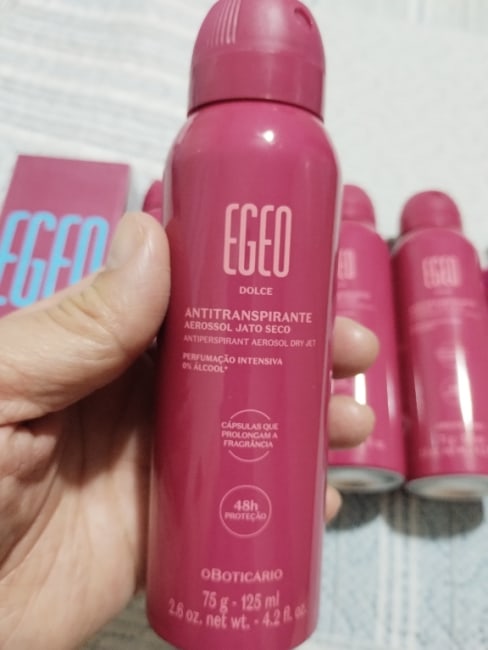 EGEO
DOLCE
ANTITRANSPIRANTE
AEROSSOL JATO SECO
ANTIPERSPIRANT AEROSOL DRY JET
PERFUMAÇÃO INTENSIVA
0% ÁLCOOL*
CÁPSULAS QUE
PROLONGAM A
FRAGRÂNCIA
48h
PROTEÇÃO
oBOTICÁRIO
75 g - 125 ml
2.6 oz. net wt. - 4.2 fl. oz.
EGEO
EGEO
EGEO